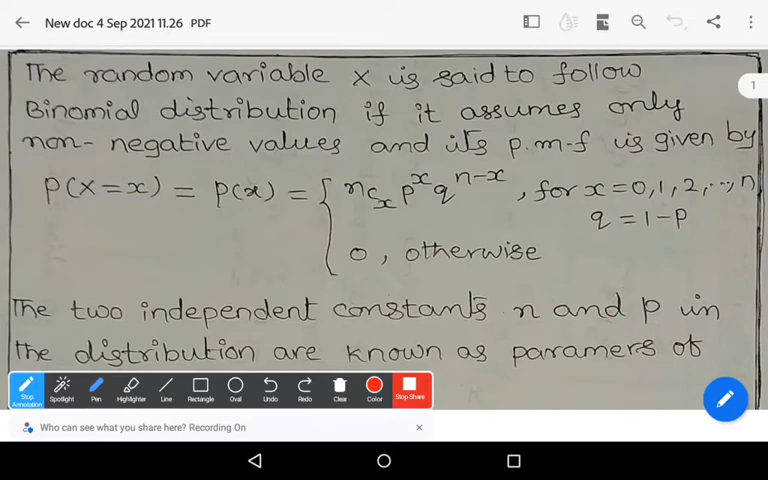 New doc 4 Sep 2021 11.26 PDF
1
The random variable X is said to follow
Binomial distribution if it assumes only
non-negative values and its p.m.f is given by
P(X=x) = p(x) = { nCₓ pˣ qⁿ⁻ˣ, for x=0,1,2,..,n
q = 1-p
0, otherwise
The two independent constants n and p in
the distribution are known as paramers of
Stop Annotation Spotlight Pen Highlighter Line Rectangle Oval Undo Redo Clear Color Stop Share
Who can see what you share here? Recording On